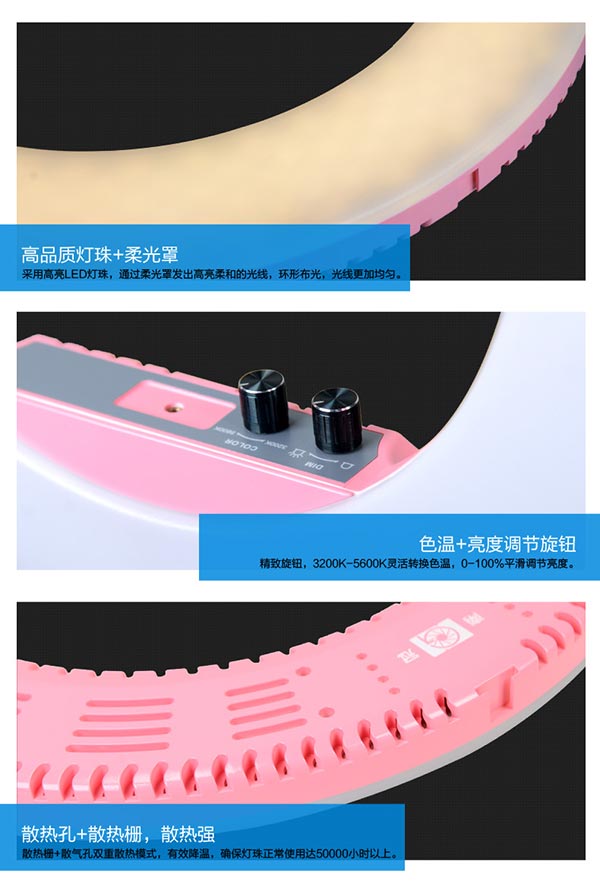 高品质灯珠+柔光罩
采用高亮LED灯珠，通过柔光罩发出高亮柔和的光线，环形布光，光线更加均匀。
COLOR
3200K
5600K
DIM
色温+亮度调节旋钮
精致旋钮，3200K-5600K灵活转换色温，0-100%平滑调节亮度。
散热孔+散热栅，散热强
散热栅+散气孔双重散热模式，有效降温，确保灯珠正常使用达50000小时以上。